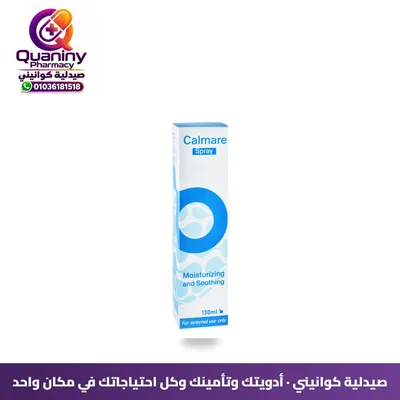 Quaniny
Pharmacy
صيدلية كوانيني
01036181518
Calmare
Spray
Moisturizing
and Soothing
130ml
For external use only
صيدلية كوانيني · أدويتك وتأمينك وكل احتياجاتك في مكان واحد